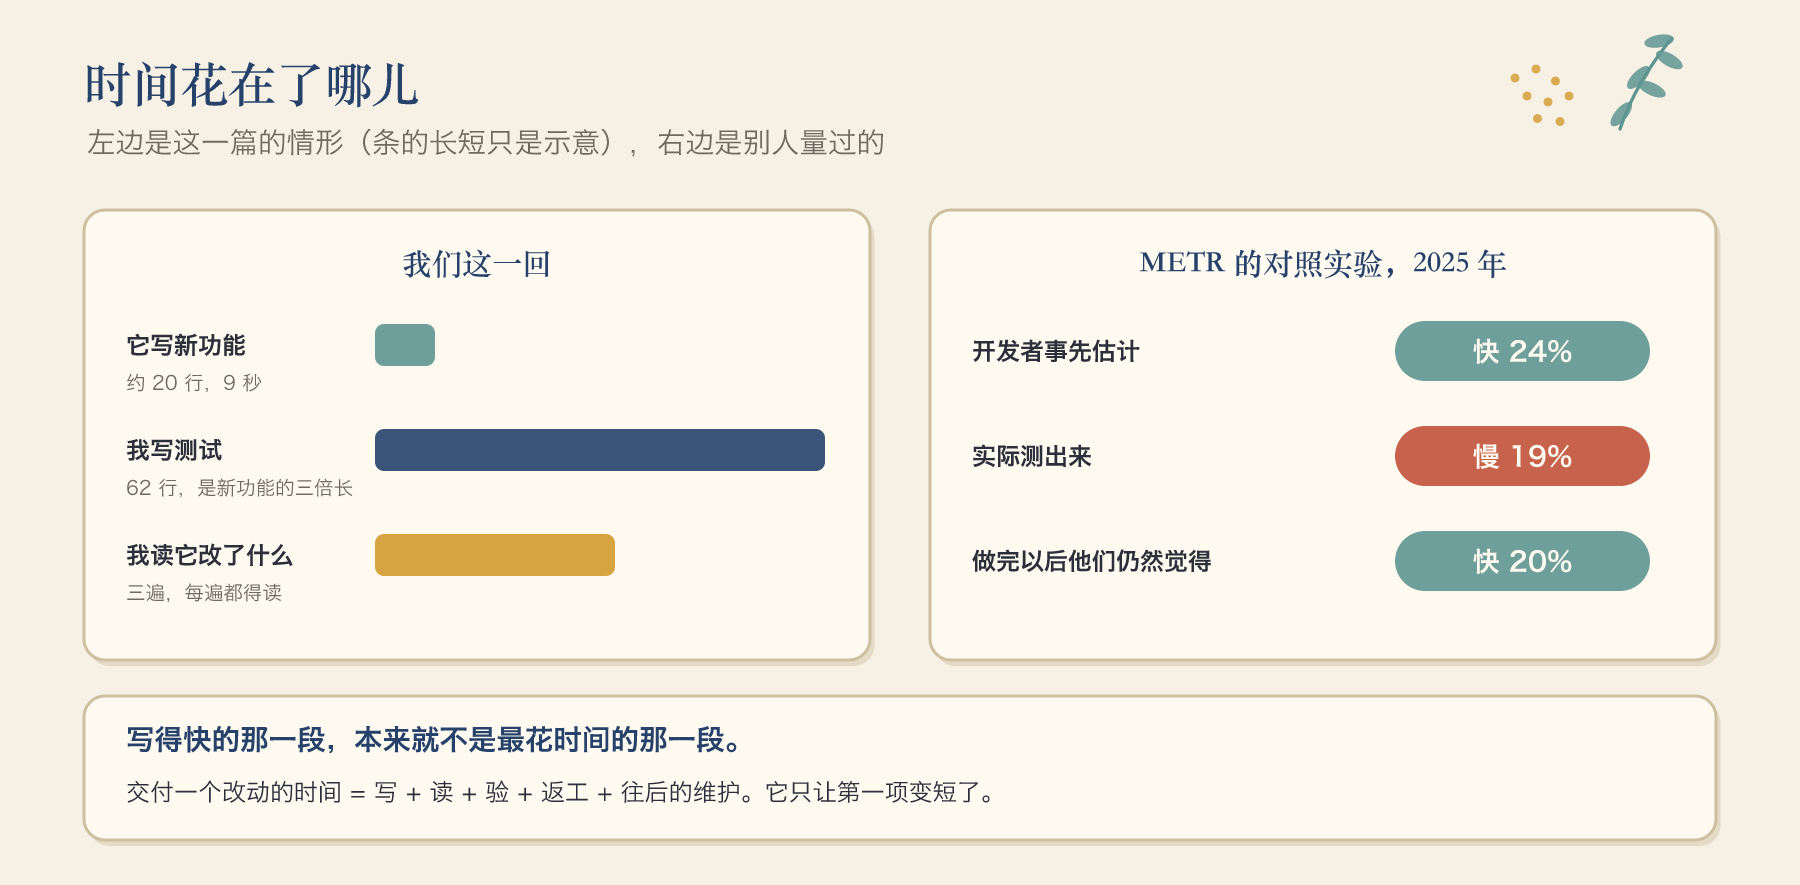 时间花在了哪儿
左边是这一篇的情形（条的长短只是示意），右边是别人量过的
我们这一回
它写新功能
约 20 行，9 秒
我写测试
62 行，是新功能的三倍长
我读它改了什么
三遍，每遍都得读
METR 的对照实验，2025 年
开发者事先估计
快 24%
实际测出来
慢 19%
做完以后他们仍然觉得
快 20%
写得快的那一段，本来就不是最花时间的那一段。
交付一个改动的时间 = 写 + 读 + 验 + 返工 + 往后的维护。它只让第一项变短了。